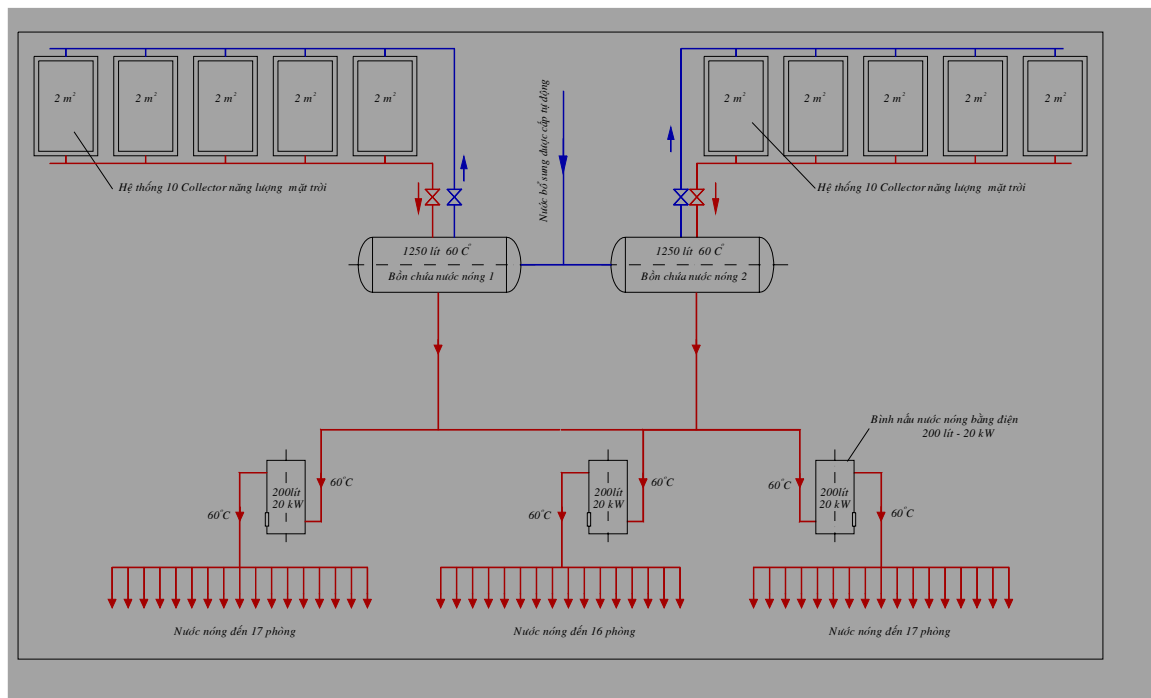 2 m²
2 m²
2 m²
2 m²
2 m²
2 m²
2 m²
2 m²
2 m²
2 m²
Nước bổ sung được cấp tự động
Hệ thống 10 Collector năng lượng mặt trời
Hệ thống 10 Collector năng lượng mặt trời
1250 lít 60 C°
Bồn chứa nước nóng 1
1250 lít 60 C°
Bồn chứa nước nóng 2
Bình nấu nước nóng bằng điện
200 lít - 20 kW
200lít
20 kW
60°C
60°C
200lít
20 kW
60°C
60°C
60°C
200lít
20 kW
60°C
Nước nóng đến 17 phòng
Nước nóng đến 16 phòng
Nước nóng đến 17 phòng